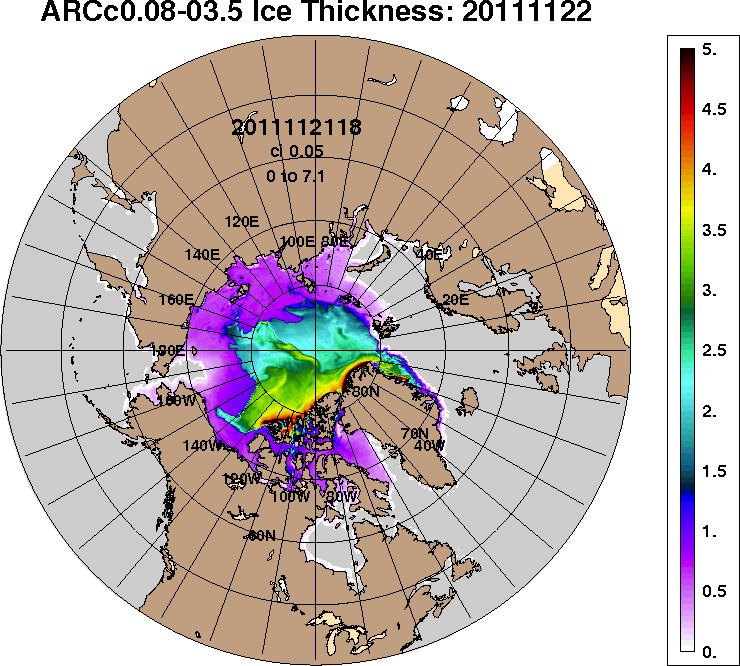 ARCc0.08-03.5 Ice Thickness: 20111122
2011112118
ci 0.05
0 to 7.1
120E
100E
80E
140E
40E
160E
20E
180E
160W
80N
70N
140W
40W
120W
100W
80W
60N
5.
4.5
4.
3.5
3.
2.5
2.
1.5
1.
0.5
0.